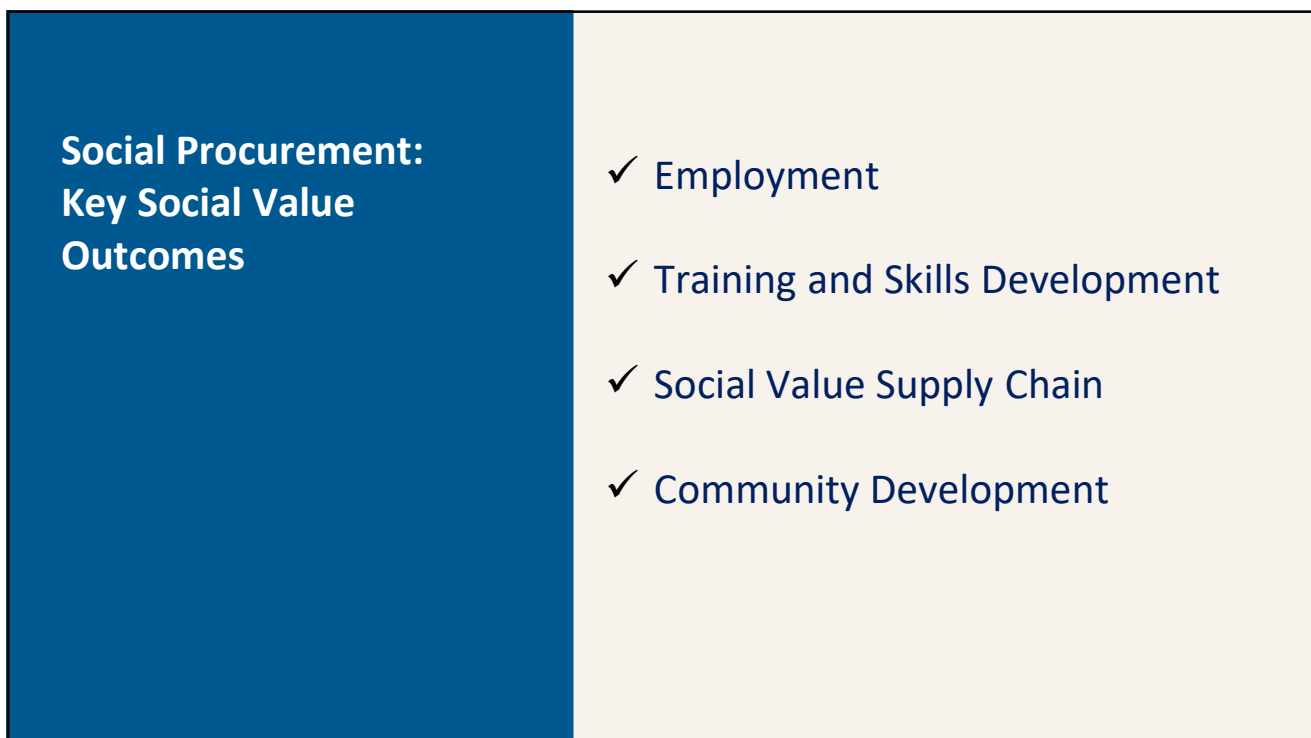 Social Procurement:
Key Social Value
Outcomes
✓ Employment
✓ Training and Skills Development
✓ Social Value Supply Chain
✓ Community Development